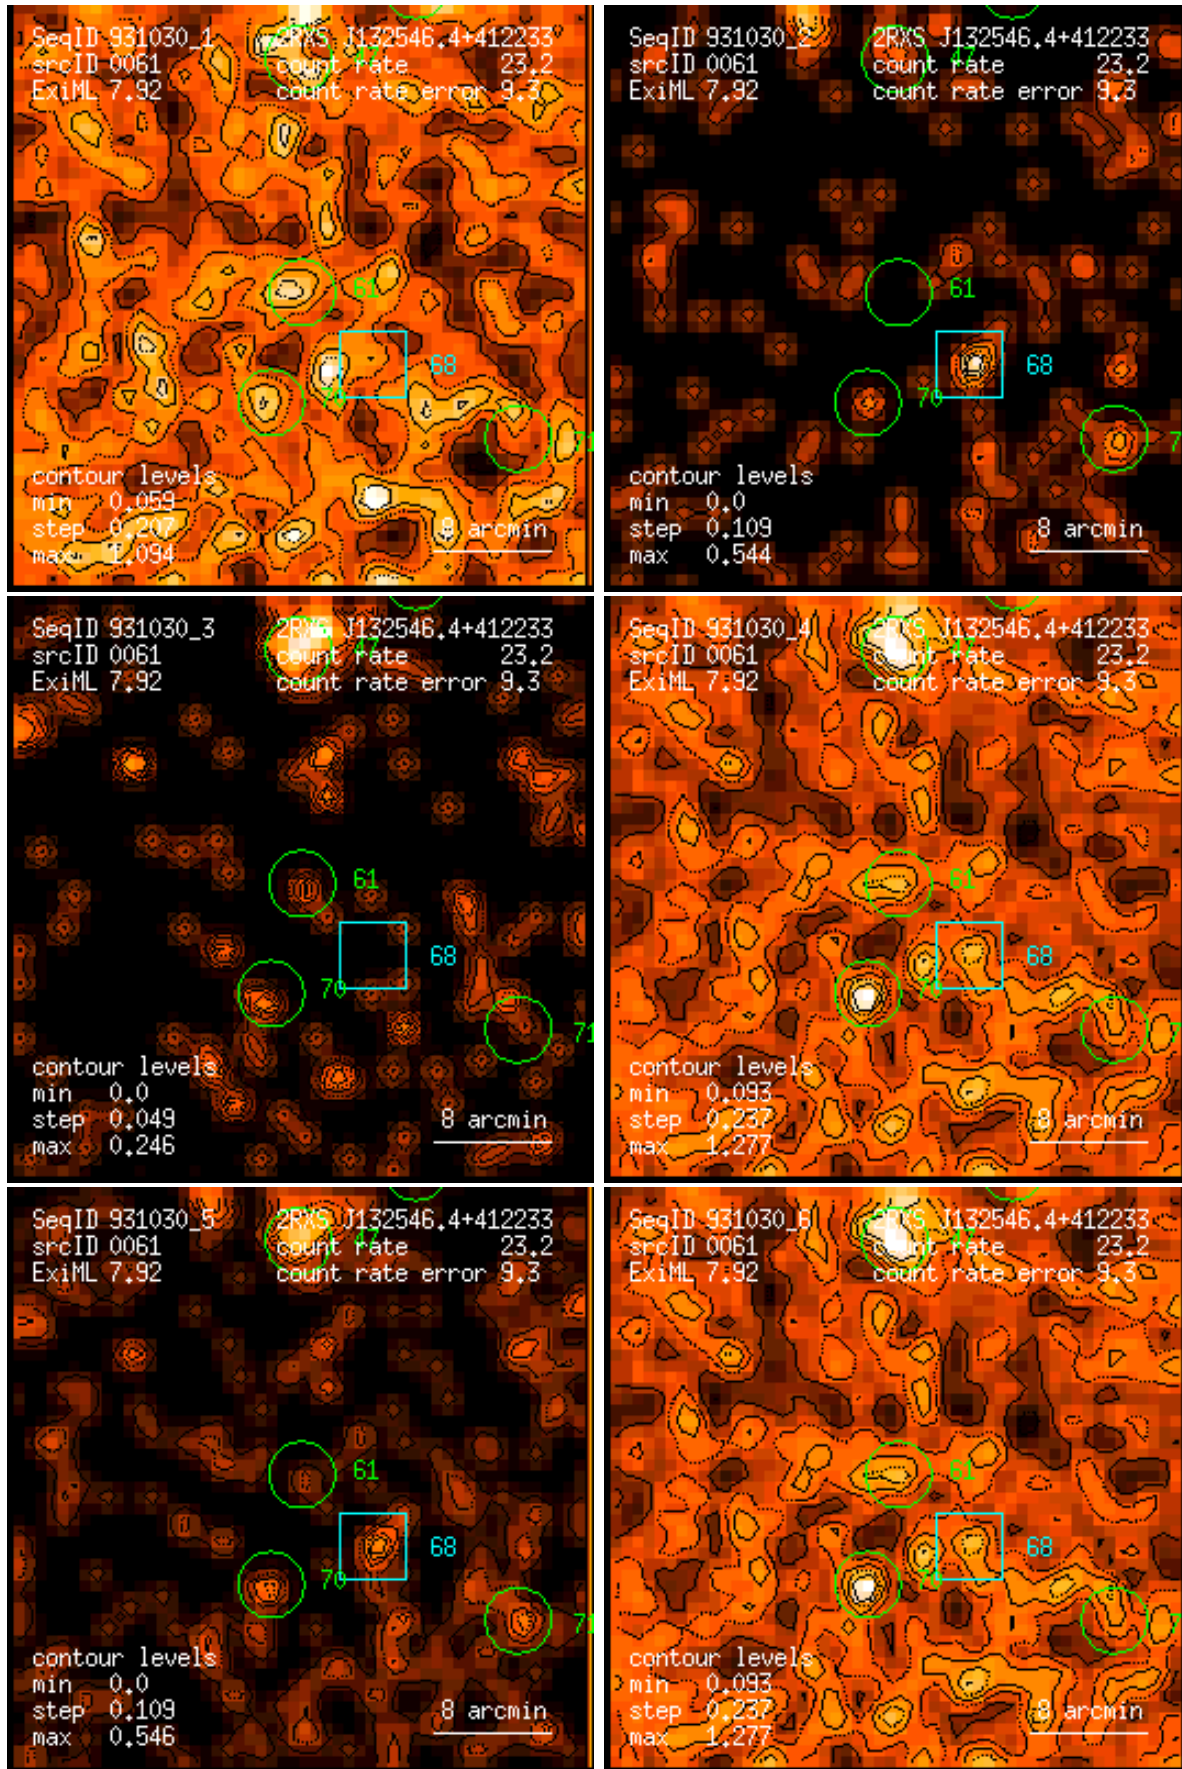 SeqID 931030_1 2RXS J132546.4+412233
srcID 0061 count rate 23.2
ExiML 7.92 count rate error 9.3
47
61
68
70
71
contour levels
min 0.059
step 0.207
max 1.094
8 arcmin
SeqID 931030_2 2RXS J132546.4+412233
srcID 0061 count rate 23.2
ExiML 7.92 count rate error 9.3
47
61
68
70
7
contour levels
min 0.0
step 0.109
max 0.544
8 arcmin
SeqID 931030_3 2RXS J132546.4+412233
srcID 0061 count rate 23.2
ExiML 7.92 count rate error 9.3
47
61
68
70
71
contour levels
min 0.0
step 0.049
max 0.246
8 arcmin
SeqID 931030_4 2RXS J132546.4+412233
srcID 0061 count rate 23.2
ExiML 7.92 count rate error 9.3
47
61
68
70
7
contour levels
min 0.093
step 0.237
max 1.277
8 arcmin
SeqID 931030_5 2RXS J132546.4+412233
srcID 0061 count rate 23.2
ExiML 7.92 count rate error 9.3
47
61
68
70
71
contour levels
min 0.0
step 0.109
max 0.546
8 arcmin
SeqID 931030_6 2RXS J132546.4+412233
srcID 0061 count rate 23.2
ExiML 7.92 count rate error 9.3
47
61
68
70
7
contour levels
min 0.093
step 0.237
max 1.277
8 arcmin